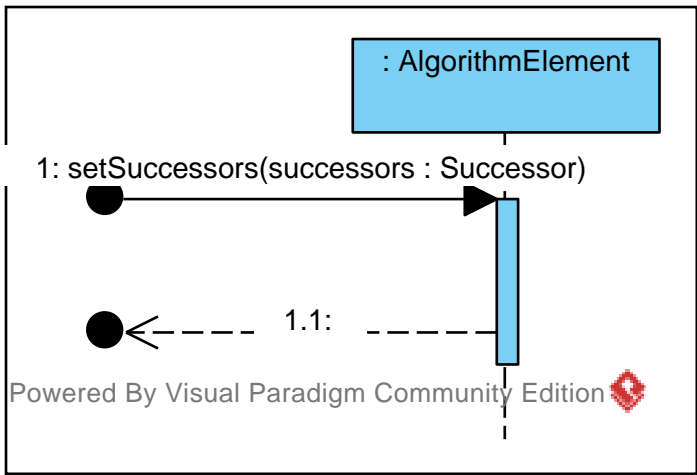 : AlgorithmElement
1: setSuccessors(successors : Successor)
1.1:
Powered By Visual Paradigm Community Edition